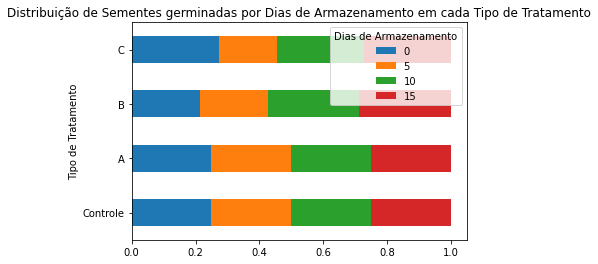 Distribuição de Sementes germinadas por Dias de Armazenamento em cada Tipo de Tratamento
Dias de Armazenamento
0
5
10
15
Tipo de Tratamento
C
B
A
Controle
0.0 0.2 0.4 0.6 0.8 1.0